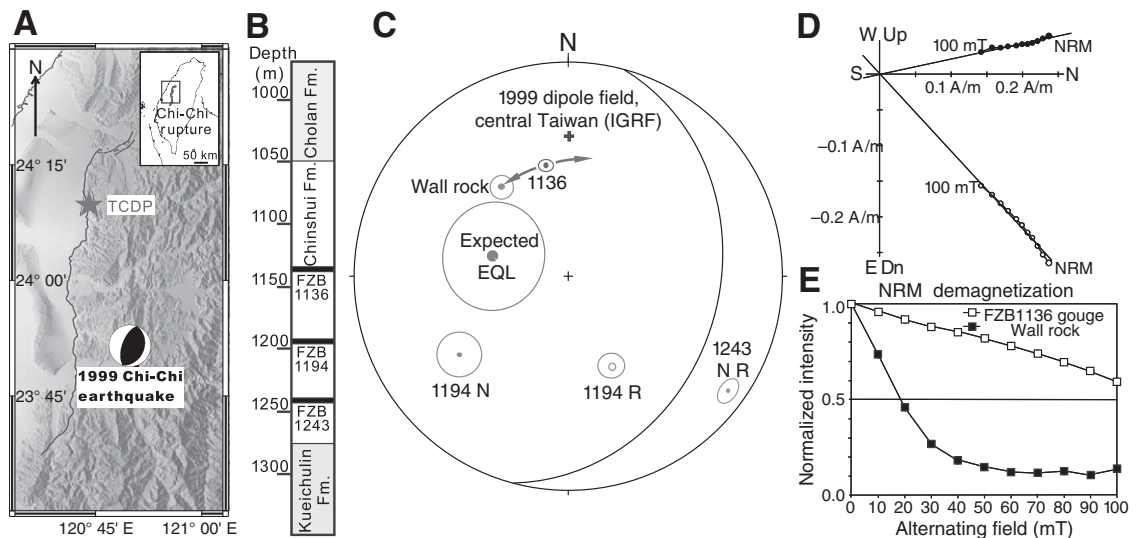 A
N
Chi-Chi
rupture
50 km
24° 15'
TCDP
24° 00'
1999 Chi-Chi
earthquake
23° 45'
120° 45' E
121° 00' E
B
Depth
(m)
1000
1050
1100
1150
1200
1250
1300
Cholan Fm.
Chinshui Fm.
FZB
1136
FZB
1194
FZB
1243
Kueichulin
Fm.
C
N
1999 dipole field,
central Taiwan (IGRF)
Wall rock
1136
Expected
EQL
1194 N
1194 R
1243
N R
D
W Up
100 mT
NRM
S
N
0.1 A/m
0.2 A/m
–0.1 A/m
100 mT
–0.2 A/m
E Dn
NRM
E
NRM demagnetization
FZB1136 gouge
Wall rock
Normalized intensity
1.0
0.5
0.0
0 10 20 30 40 50 60 70 80 90 100
Alternating field (mT)